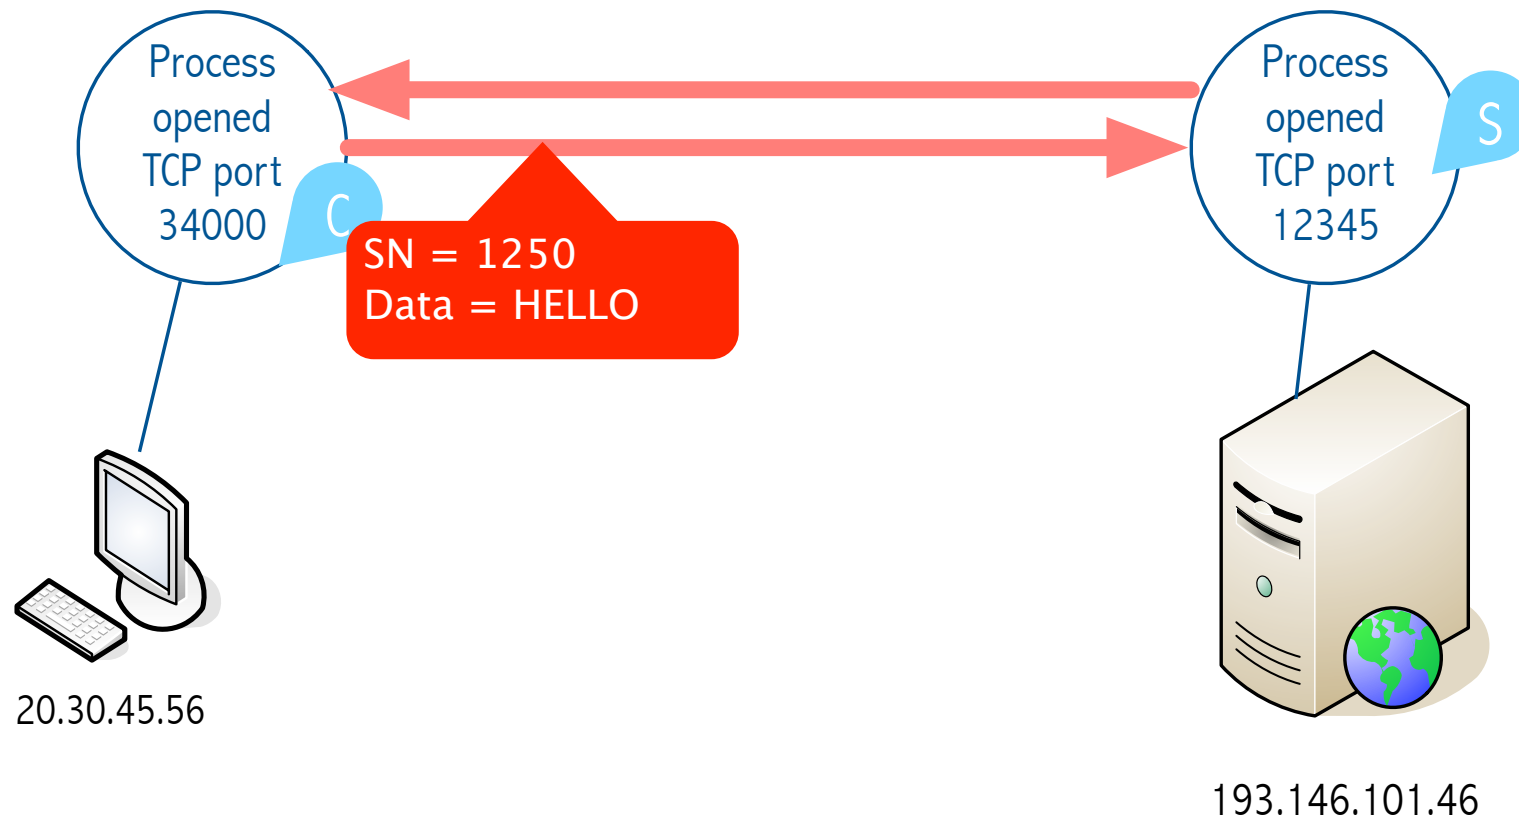 Process
opened
TCP port
34000
C
Process
opened
TCP port
12345
S
SN = 1250
Data = HELLO
20.30.45.56
193.146.101.46